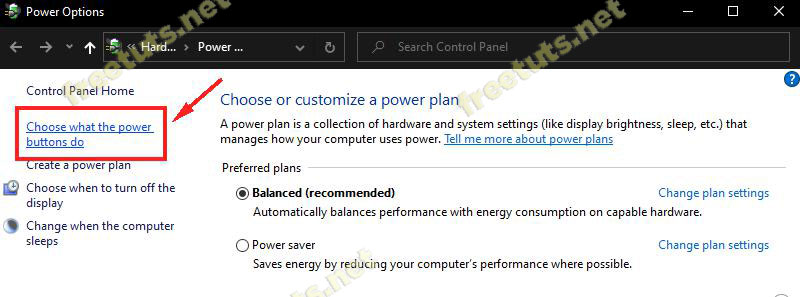 Power Options
Hard... > Power ...
Search Control Panel
Control Panel Home
Choose what the power
buttons do
Create a power plan
Choose when to turn off the
display
Change when the computer
sleeps
?
Choose or customize a power plan
A power plan is a collection of hardware and system settings (like display brightness, sleep, etc.) that
manages how your computer uses power. Tell me more about power plans
Preferred plans
Balanced (recommended) Change plan settings
Automatically balances performance with energy consumption on capable hardware.
Power saver Change plan settings
Saves energy by reducing your computer's performance where possible.
freetuts.net
freetuts.net
freetuts.net